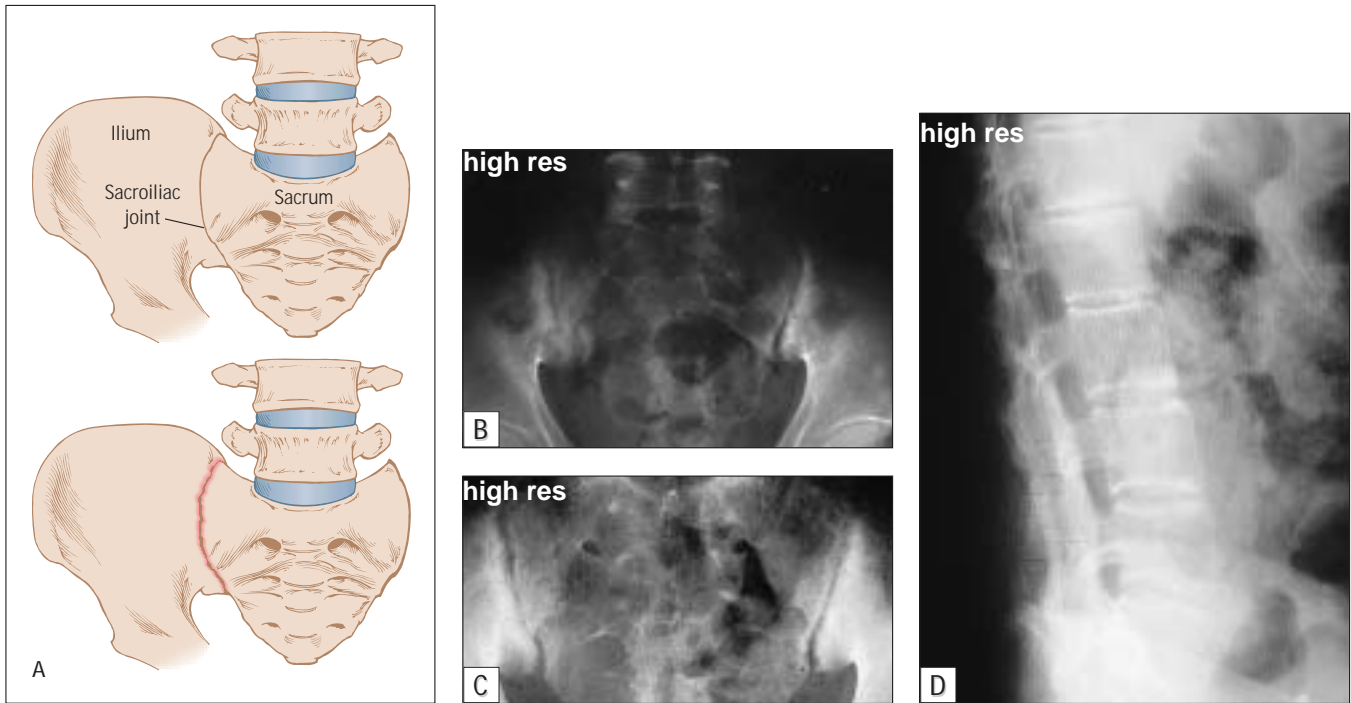 Ilium
Sacroiliac
joint
Sacrum
A
high res
B
high res
C
high res
D